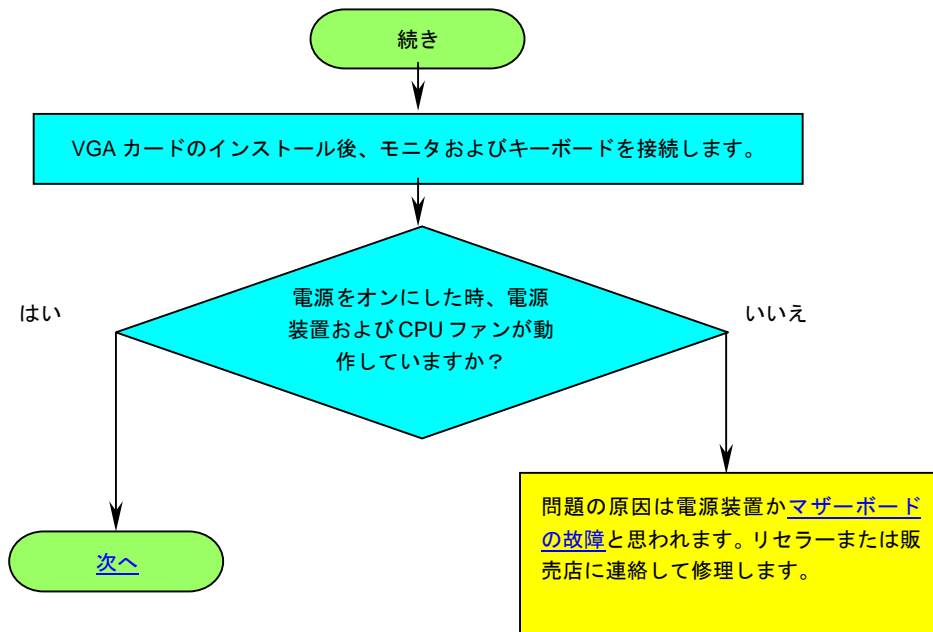 続き
VGA カードのインストール後、モニタおよびキーボードを接続します。
はい
電源をオンにした時、電源
装置および CPU ファンが動
作していますか？
いいえ
問題の原因は電源装置かマザーボード
の故障と思われます。リセラーまたは販
売店に連絡して修理します。
次へ